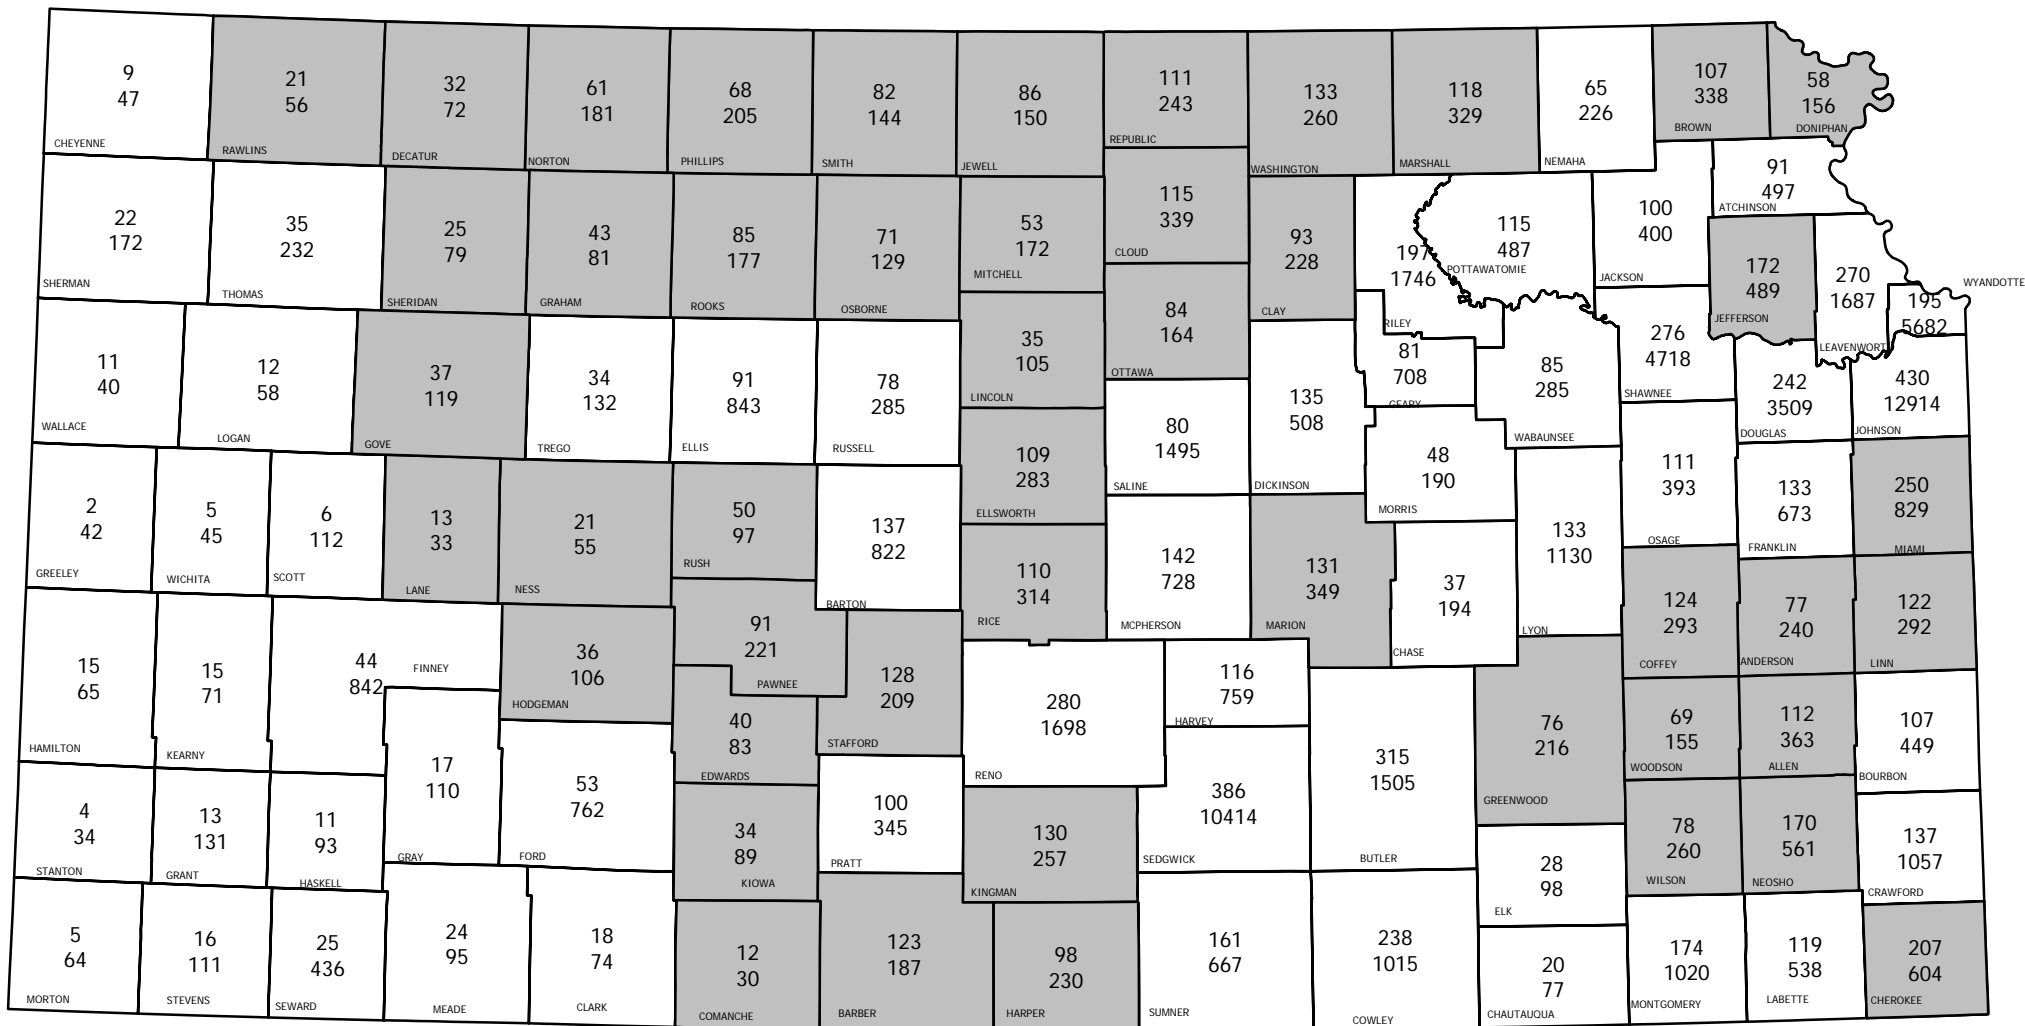 9
47
CHEYENNE
21
56
RAWLINS
32
72
DECATUR
61
181
NORTON
68
205
PHILLIPS
82
144
SMITH
86
150
JEWELL
111
243
REPUBLIC
133
260
WASHINGTON
118
329
MARSHALL
65
226
NEMAHA
107
338
BROWN
58
156
DONIPHAN
22
172
SHERMAN
35
232
THOMAS
25
79
SHERIDAN
43
81
GRAHAM
85
177
ROOKS
71
129
OSBORNE
53
172
MITCHELL
115
339
CLOUD
93
228
CLAY
197
1746
RILEY
115
487
POTTAWATOMIE
100
400
JACKSON
91
497
ATCHINSON
172
489
JEFFERSON
270
1687
LEAVENWORT
195
5682
WYANDOTTE
11
40
WALLACE
12
58
LOGAN
37
119
GOVE
34
132
TREGO
91
843
ELLIS
78
285
RUSSELL
35
105
LINCOLN
84
164
OTTAWA
80
1495
SALINE
135
508
DICKINSON
81
708
GEARY
85
285
WABAUNSEE
276
4718
SHAWNEE
242
3509
DOUGLAS
430
12914
JOHNSON
2
42
GREELEY
5
45
WICHITA
6
112
SCOTT
13
33
LANE
21
55
NESS
50
97
RUSH
137
822
BARTON
109
283
ELLSWORTH
110
314
RICE
142
728
MCPHERSON
131
349
MARION
48
190
MORRIS
37
194
CHASE
133
1130
LYON
111
393
OSAGE
133
673
FRANKLIN
250
829
MIAMI
15
65
HAMILTON
15
71
KEARNY
44
842
FINNEY
36
106
HODGEMAN
91
221
PAWNEE
128
209
STAFFORD
40
83
EDWARDS
280
1698
RENO
116
759
HARVEY
315
1505
BUTLER
76
216
GREENWOOD
124
293
COFFEY
77
240
ANDERSON
122
292
LINN
69
155
WOODSON
112
363
ALLEN
107
449
BOURBON
4
34
STANTON
13
131
GRANT
11
93
HASKELL
17
110
GRAY
53
762
FORD
34
89
KIOWA
100
345
PRATT
130
257
KINGMAN
386
10414
SEDGWICK
28
98
ELK
78
260
WILSON
170
561
NEOSHO
137
1057
CRAWFORD
5
64
MORTON
16
111
STEVENS
25
436
SEWARD
24
95
MEADE
18
74
CLARK
12
30
COMANCHE
123
187
BARBER
98
230
HARPER
161
667
SUMNER
238
1015
COWLEY
20
77
CHAUTAUQUA
174
1020
MONTGOMERY
119
538
LABETTE
207
604
CHEROKEE